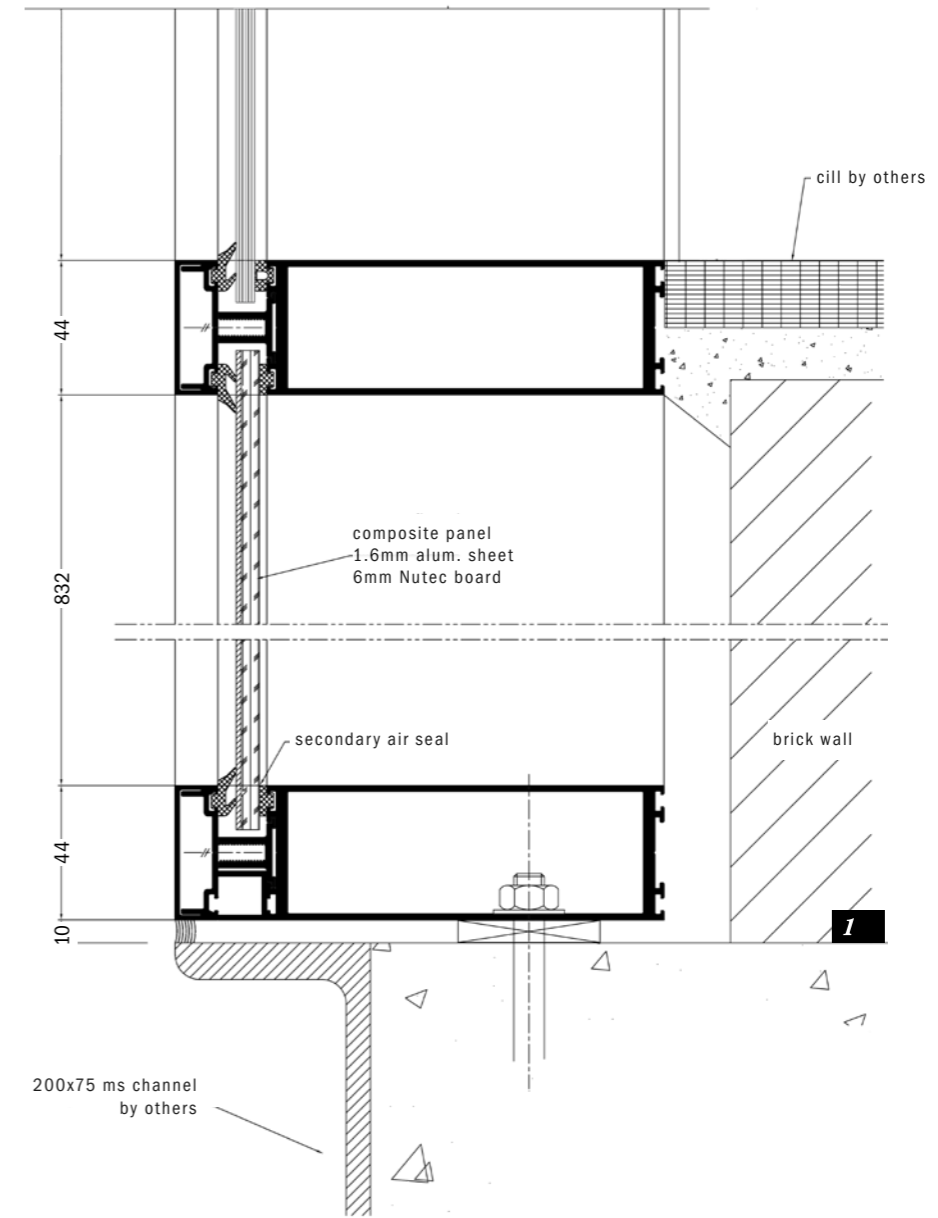 cill by others
44
composite panel
1.6mm alum. sheet
6mm Nutec board
832
secondary air seal
brick wall
44
10
1
200x75 ms channel
by others